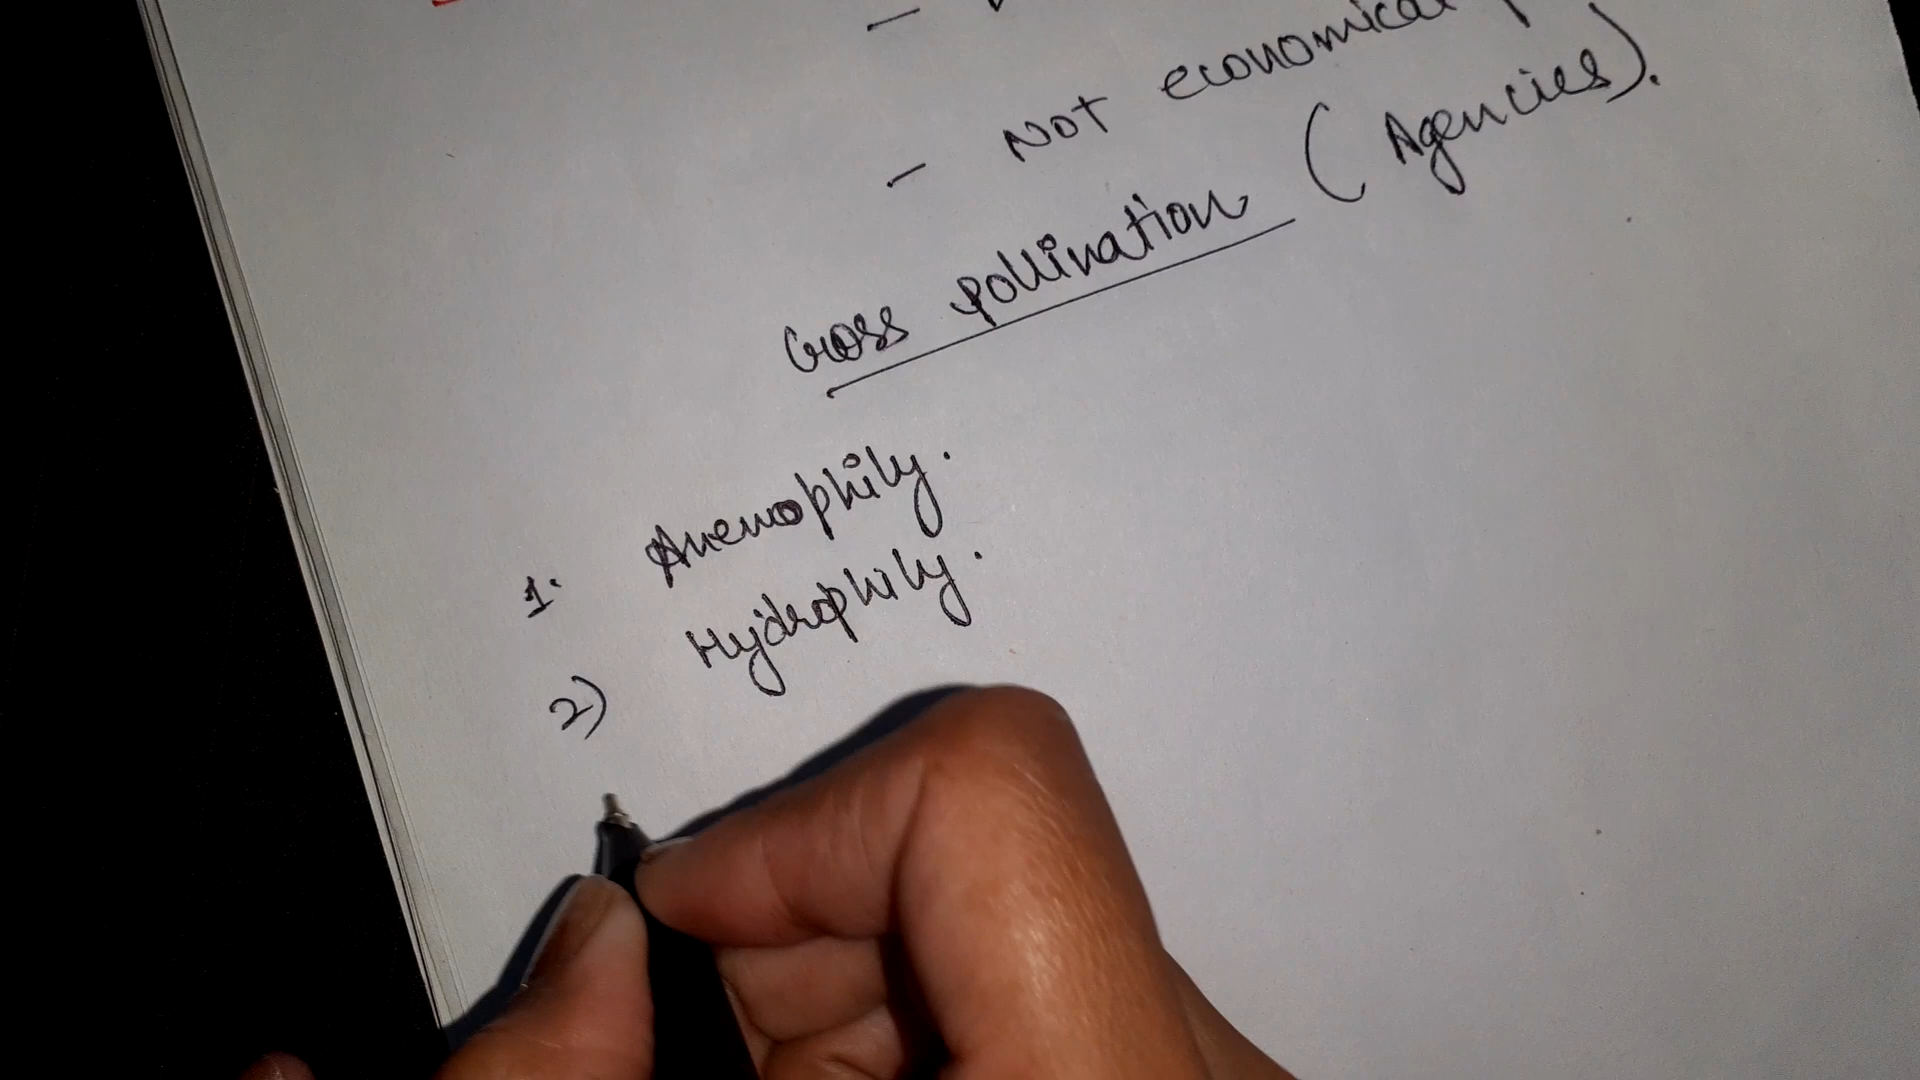 -
- Not economical
Cross pollination (Agencies).
1. Anemophily.
2) Hydrophily.